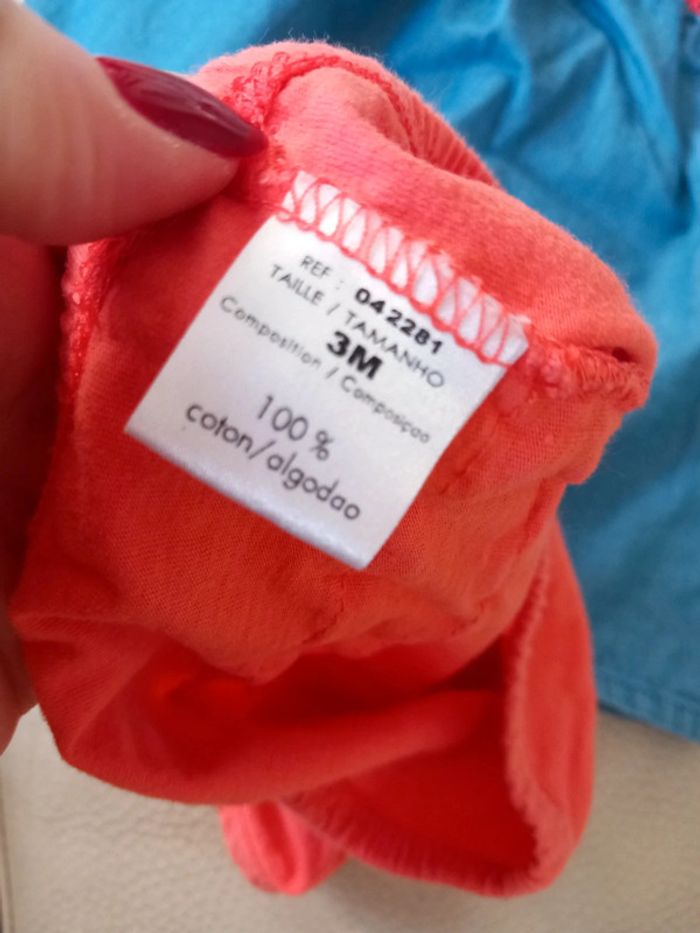 REF : 042281
TAILLE / TAMANHO
3M
Composition / Composiçao
100 %
coton/algodao